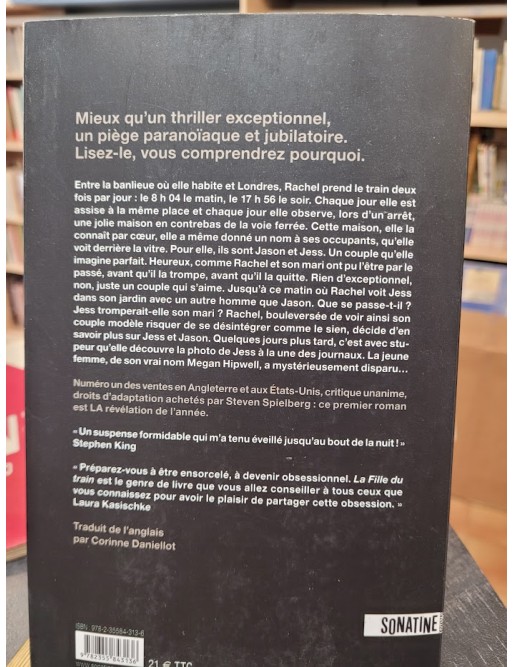 Mieux qu'un thriller exceptionnel,
un piège paranoïaque et jubilatoire.
Lisez-le, vous comprendrez pourquoi.
Entre la banlieue où elle habite et Londres, Rachel prend le train deux
fois par jour : le 8 h 04 le matin, le 17 h 56 le soir. Chaque jour elle est
assise à la même place et chaque jour elle observe, lors d'un arrêt,
une jolie maison en contrebas de la voie ferrée. Cette maison, elle la
connaît par cœur, elle a même donné un nom à ses occupants, qu'elle
voit derrière la vitre. Pour elle, ils sont Jason et Jess. Un couple qu'elle
imagine parfait. Heureux, comme Rachel et son mari ont pu l'être par le
passé, avant qu'il la trompe, avant qu'il la quitte. Rien d'exceptionnel,
non, juste un couple qui s'aime. Jusqu'à ce matin où Rachel voit Jess
dans son jardin avec un autre homme que Jason. Que se passe-t-il ?
Jess tromperait-elle son mari ? Rachel, bouleversée de voir ainsi son
couple modèle risquer de se désintégrer comme le sien, décide d'en
savoir plus sur Jess et Jason. Quelques jours plus tard, c'est avec stu-
peur qu'elle découvre la photo de Jess à la une des journaux. La jeune
femme, de son vrai nom Megan Hipwell, a mystérieusement disparu...
Numéro un des ventes en Angleterre et aux États-Unis, critique unanime,
droits d'adaptation achetés par Steven Spielberg : ce premier roman
est LA révélation de l'année.
« Un suspense formidable qui m'a tenu éveillé jusqu'au bout de la nuit ! »
Stephen King
« Préparez-vous à être ensorcelé, à devenir obsessionnel. La Fille du
train est le genre de livre que vous allez conseiller à tous ceux que
vous connaissez pour avoir le plaisir de partager cette obsession. »
Laura Kasischke
Traduit de l'anglais
par Corinne Daniellot
ISBN : 978-2-35584-313-6
9 782355 843136
21 € TTC
SONATINE